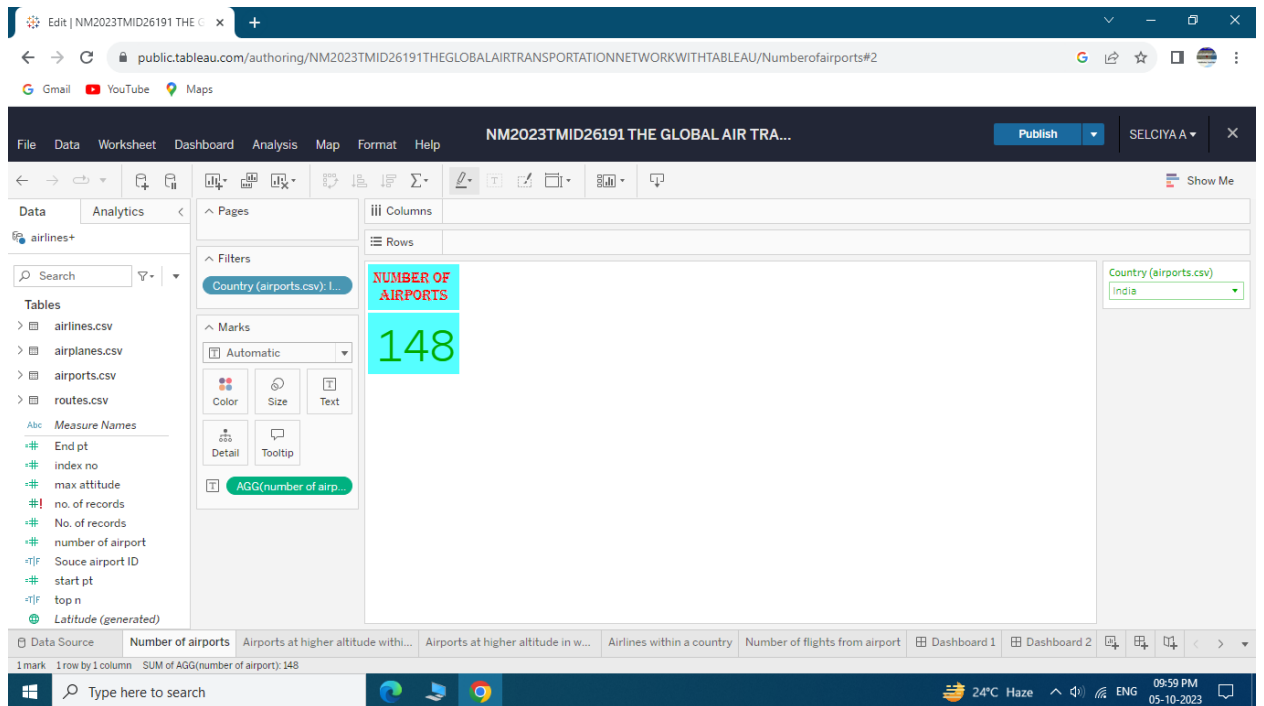 Edit | NM2023TMID26191 THE G
public.tableau.com/authoring/NM2023TMID26191THEGLOBALAIRTRANSPORTATIONNETWORKWITHTABLEAU/Numberofairports#2
Gmail YouTube Maps
NM2023TMID26191 THE GLOBAL AIR TRA...
Publish
SELCIYA A
File Data Worksheet Dashboard Analysis Map Format Help
Show Me
Data Analytics
Pages
Columns
airlines+
Rows
Filters
Country (airports.csv): I...
Search
Tables
airlines.csv
airplanes.csv
airports.csv
routes.csv
Abc Measure Names
End pt
index no
max attitude
no. of records
No. of records
number of airport
Souce airport ID
start pt
top n
Latitude (generated)
Marks
Automatic
Color Size Text
Detail Tooltip
AGG(number of airp...
NUMBER OF
AIRPORTS
148
Country (airports.csv)
India
Data Source Number of airports Airports at higher altitude withi... Airports at higher altitude in w... Airlines within a country Number of flights from airport Dashboard 1 Dashboard 2
1 mark 1 row by 1 column SUM of AGG(number of airport): 148
Type here to search
24°C Haze
ENG
09:59 PM
05-10-2023